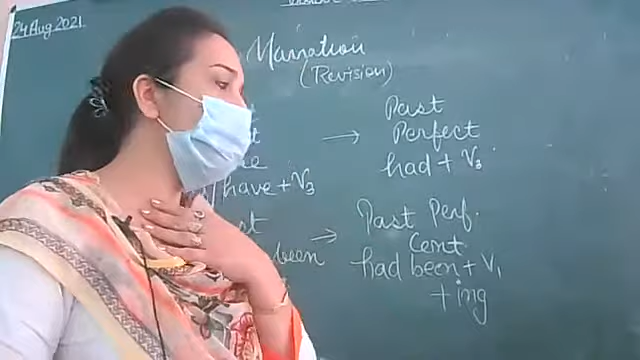 24 Aug 2021
Narration
(Revision)
→ Past
Perfect
have + V3
had + V3
→ Past Perf.
Cont.
been
had been + V1
+ ing